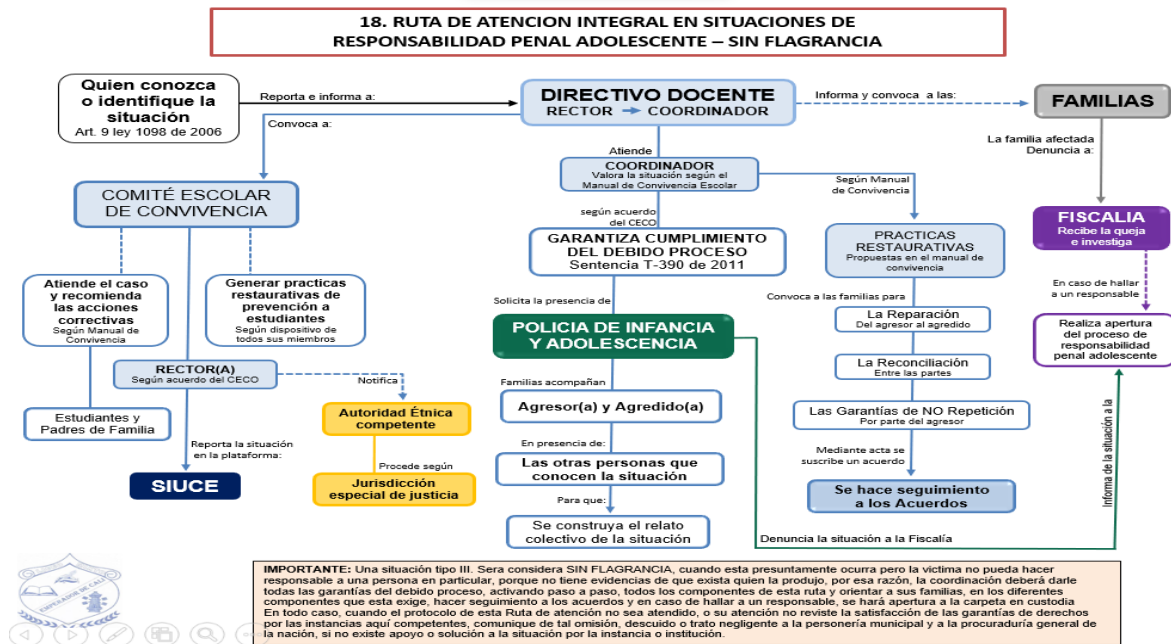 18. RUTA DE ATENCION INTEGRAL EN SITUACIONES DE
RESPONSABILIDAD PENAL ADOLESCENTE – SIN FLAGRANCIA
Quien conozca
o identifique la
situación
Art. 9 ley 1098 de 2006
Reporta e informa a:
DIRECTIVO DOCENTE
RECTOR → COORDINADOR
Informa y convoca a las:
FAMILIAS
Convoca a:
Atiende
La familia afectada
Denuncia a:
COORDINADOR
Valora la situación según el
Manual de Convivencia Escolar
Según Manual
de Convivencia
COMITÉ ESCOLAR
DE CONVIVENCIA
según acuerdo
del CECO
FISCALIA
Recibe la queja
e investiga
GARANTIZA CUMPLIMIENTO
DEL DEBIDO PROCESO
Sentencia T-390 de 2011
PRACTICAS
RESTAURATIVAS
Propuestas en el manual de
convivencia
Atiende el caso
y recomienda
las acciones
correctivas
Según Manual de
Convivencia
Generar practicas
restaurativas de
prevención a
estudiantes
Según dispositivo de
todos sus miembros
En caso de hallar
a un responsable
Solicita la presencia de
Convoca a las familias para
POLICIA DE INFANCIA
Y ADOLESCENCIA
La Reparación
Del agresor al agredido
Realiza apertura
del proceso de
responsabilidad
penal adolescente
RECTOR(A)
Según acuerdo del CECO
Notifica
Familias acompañan
La Reconciliación
Entre las partes
Estudiantes y
Padres de Familia
Autoridad Étnica
competente
Agresor(a) y Agredido(a)
Las Garantías de NO Repetición
Por parte del agresor
Reporta la situación
en la plataforma:
En presencia de:
Mediante acta se
suscribe un acuerdo
Procede según
Las otras personas que
conocen la situación
SIUCE
Jurisdicción
especial de justicia
Para que:
Se hace seguimiento
a los Acuerdos
Informa de la situación a la
Se construya el relato
colectivo de la situación
Denuncia la situación a la Fiscalía
IMPORTANTE: Una situación tipo III. Sera considera SIN FLAGRANCIA, cuando esta presuntamente ocurra pero la victima no pueda hacer
responsable a una persona en particular, porque no tiene evidencias de que exista quien la produjo, por esa razón, la coordinación deberá darle
todas las garantías del debido proceso, activando paso a paso, todos los componentes de esta ruta y orientar a sus familias, en los diferentes
componentes que esta exige, hacer seguimiento a los acuerdos y en caso de hallar a un responsable, se hará apertura a la carpeta en custodia
En todo caso, cuando el protocolo de esta Ruta de atención no sea atendido, o su atención no reviste la satisfacción de las garantías de derechos
por las instancias aquí competentes, comunique de tal omisión, descuido o trato negligente a la personería municipal y a la procuraduría general de
la nación, si no existe apoyo o solución a la situación por la instancia o institución.